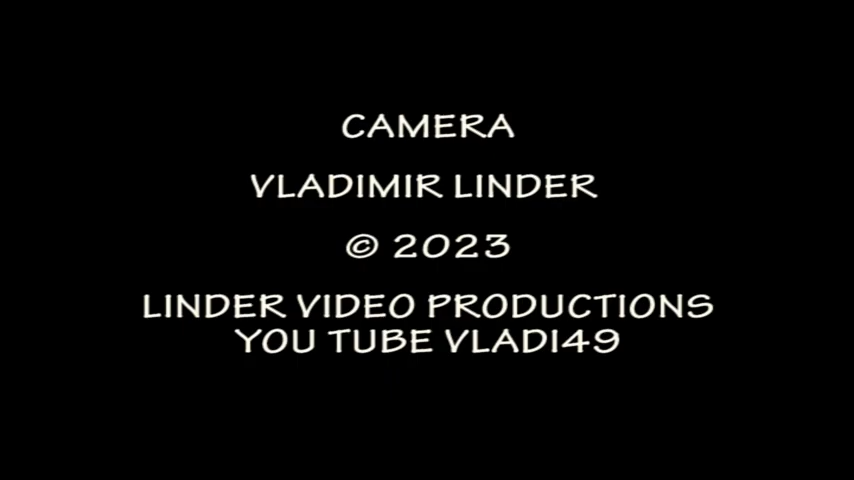 CAMERA
VLADIMIR LINDER
© 2023
LINDER VIDEO PRODUCTIONS
YOU TUBE VLADI49